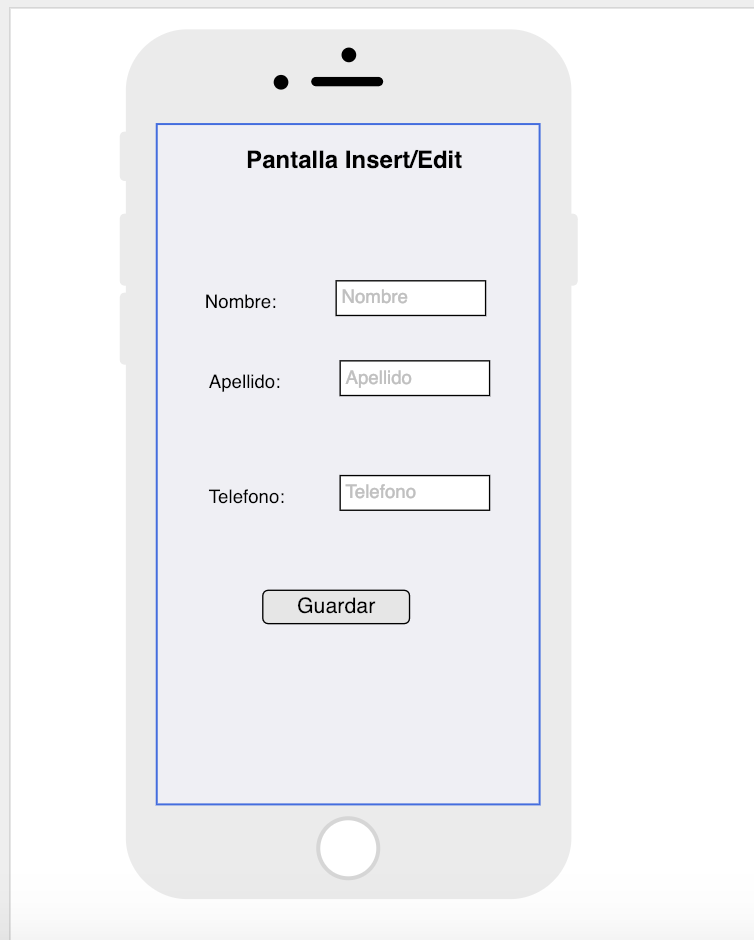 Pantalla Insert/Edit
Nombre: Nombre
Apellido: Apellido
Telefono: Telefono
Guardar